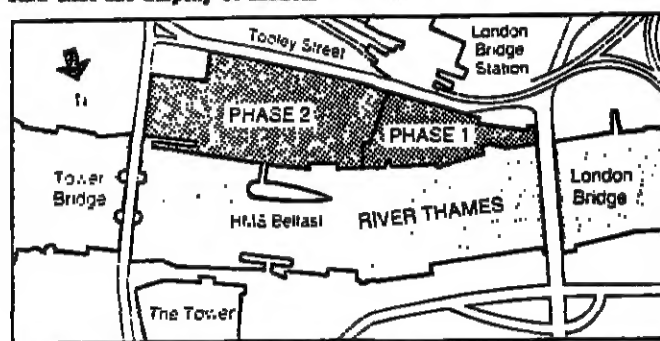 Tooley Street
London
Bridge
Station
PHASE 2
PHASE 1
Tower
Bridge
HMS Belfast
RIVER THAMES
London
Bridge
The Tower